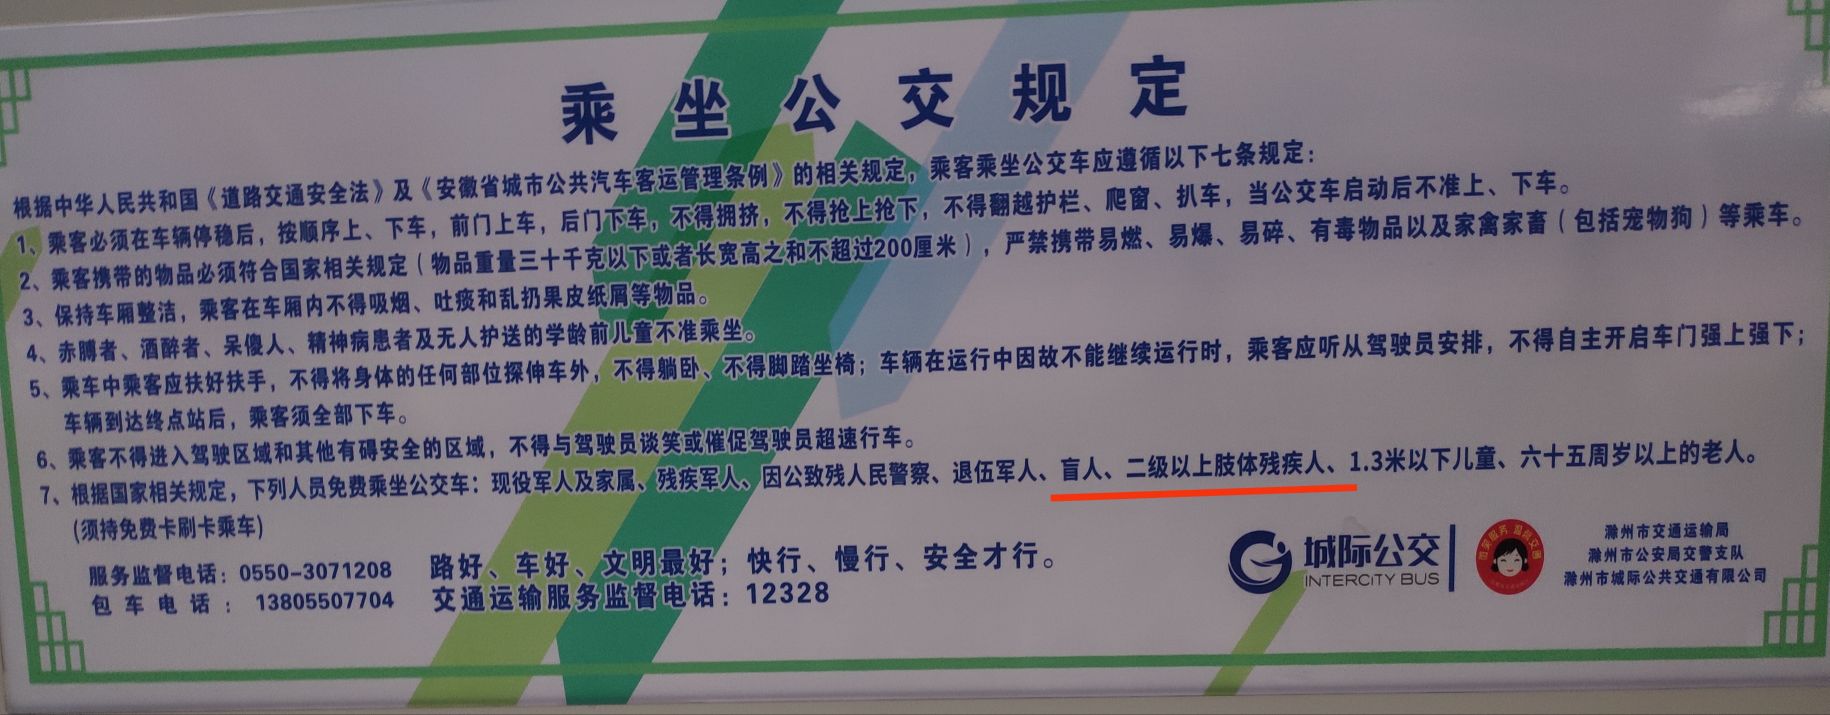 乘坐公交规定
根据中华人民共和国《道路交通安全法》及《安徽省城市公共汽车客运管理条例》的相关规定，乘客乘坐公交车应遵循以下七条规定：
1、乘客必须在车辆停稳后，按顺序上、下车，前门上车，后门下车，不得拥挤，不得抢上抢下，不得翻越护栏、爬窗、扒车，当公交车启动后不准上、下车。
2、乘客携带的物品必须符合国家相关规定（物品重量三十千克以下或者长宽高之和不超过200厘米），严禁携带易燃、易爆、易碎、有毒物品以及家禽家畜（包括宠物狗）等乘车。
3、保持车厢整洁，乘客在车厢内不得吸烟、吐痰和乱扔果皮纸屑等物品。
4、赤膊者、酒醉者、呆傻人、精神病患者及无人护送的学龄前儿童不准乘坐。
5、乘车中乘客应扶好扶手，不得将身体的任何部位探伸车外，不得躺卧、不得脚踏坐椅；车辆在运行中因故不能继续运行时，乘客应听从驾驶员安排，不得自主开启车门强上强下；
车辆到达终点站后，乘客须全部下车。
6、乘客不得进入驾驶区域和其他有碍安全的区域，不得与驾驶员谈笑或催促驾驶员超速行车。
7、根据国家相关规定，下列人员免费乘坐公交车：现役军人及家属、残疾军人、因公致残人民警察、退伍军人、盲人、二级以上肢体残疾人、1.3米以下儿童、六十五周岁以上的老人。
(须持免费卡刷卡乘车)
服务监督电话：0550-3071208
包车电话：13805507704
路好、车好、文明最好；快行、慢行、安全才行。
交通运输服务监督电话：12328
城际公交
INTERCITY BUS
滁州市交通运输局
滁州市公安局交警支队
滁州市城际公共交通有限公司